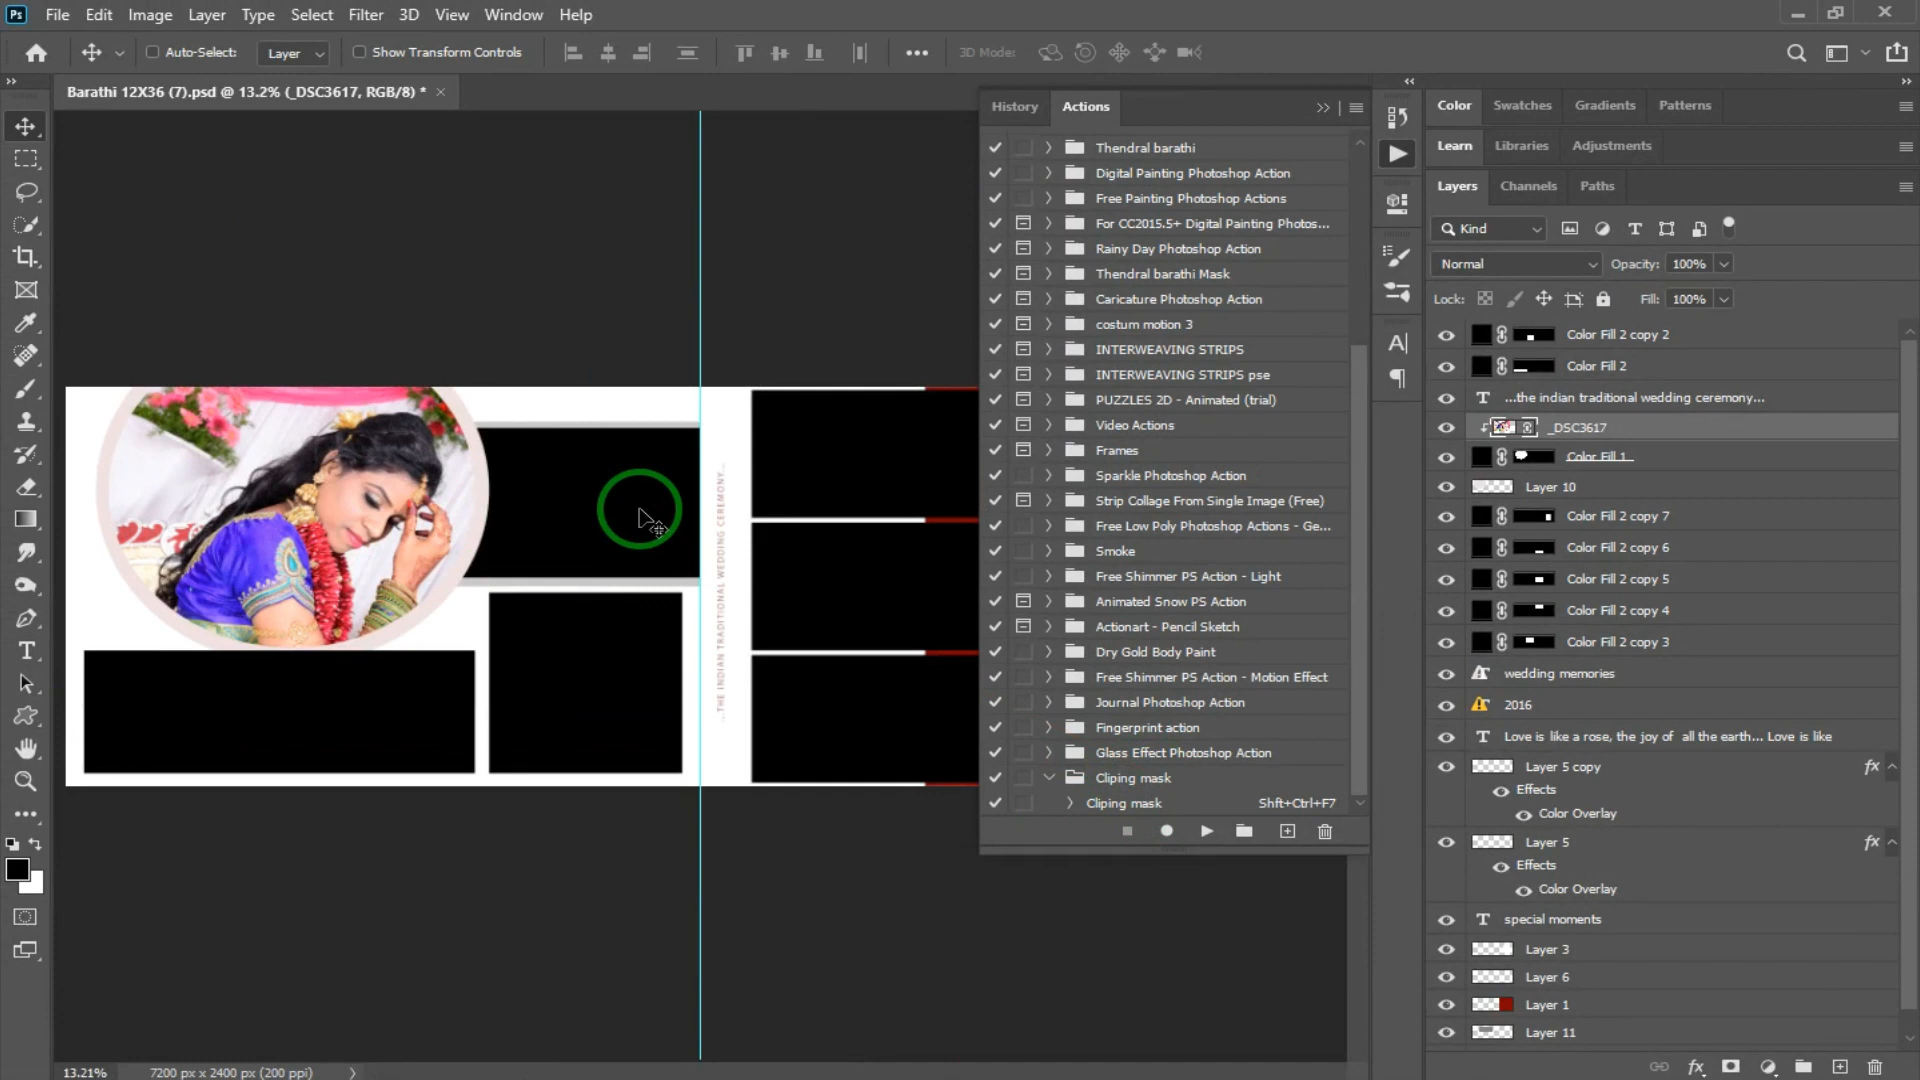 Ps File Edit Image Layer Type Select Filter 3D View Window Help
Auto-Select: Layer Show Transform Controls 3D Mode:
Barathi 12X36 (7).psd @ 13.2% (_DSC3617, RGB/8) *
...THE INDIAN TRADITIONAL WEDDING CEREMONY...
History Actions
Thendral barathi
Digital Painting Photoshop Action
Free Painting Photoshop Actions
For CC2015.5+ Digital Painting Photos...
Rainy Day Photoshop Action
Thendral barathi Mask
Caricature Photoshop Action
costum motion 3
INTERWEAVING STRIPS
INTERWEAVING STRIPS pse
PUZZLES 2D - Animated (trial)
Video Actions
Frames
Sparkle Photoshop Action
Strip Collage From Single Image (Free)
Free Low Poly Photoshop Actions - Ge...
Smoke
Free Shimmer PS Action - Light
Animated Snow PS Action
Actionart - Pencil Sketch
Dry Gold Body Paint
Free Shimmer PS Action - Motion Effect
Journal Photoshop Action
Fingerprint action
Glass Effect Photoshop Action
Cliping mask
Cliping mask Shft+Ctrl+F7
Color Swatches Gradients Patterns
Learn Libraries Adjustments
Layers Channels Paths
Kind
Normal Opacity: 100%
Lock: Fill: 100%
Color Fill 2 copy 2
Color Fill 2
...the indian traditional wedding ceremony...
_DSC3617
Color Fill 1
Layer 10
Color Fill 2 copy 7
Color Fill 2 copy 6
Color Fill 2 copy 5
Color Fill 2 copy 4
Color Fill 2 copy 3
wedding memories
2016
Love is like a rose, the joy of all the earth... Love is like
Layer 5 copy fx
Effects
Color Overlay
Layer 5 fx
Effects
Color Overlay
special moments
Layer 3
Layer 6
Layer 1
Layer 11
fx
13.21% 7200 px x 2400 px (200 ppi)